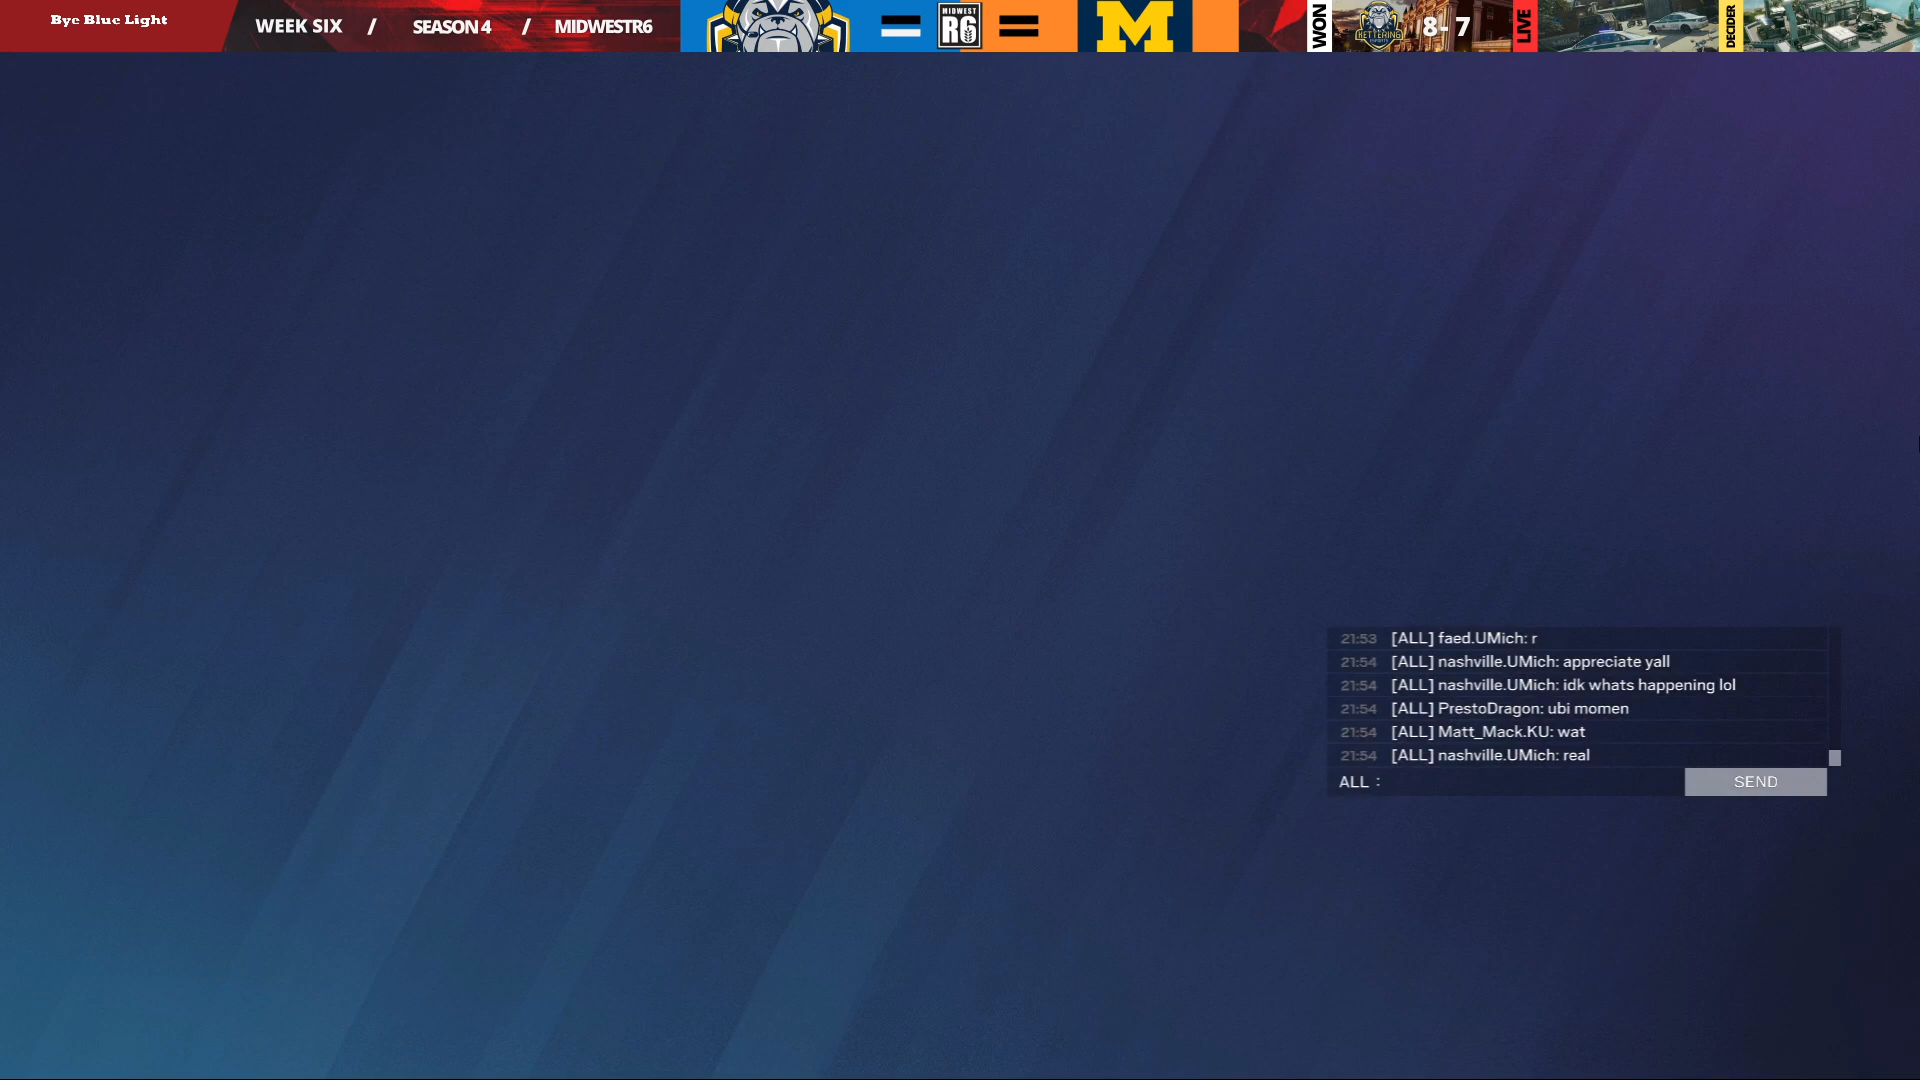 Bye Blue Light
WEEK SIX / SEASON 4 / MIDWESTR6
MIDWEST
R6
M
WON
KETTERING
8-7
LIVE
DECIDER
21:53 [ALL] faed.UMich: r
21:54 [ALL] nashville.UMich: appreciate yall
21:54 [ALL] nashville.UMich: idk whats happening lol
21:54 [ALL] PrestoDragon: ubi momen
21:54 [ALL] Matt_Mack.KU: wat
21:54 [ALL] nashville.UMich: real
ALL :
SEND